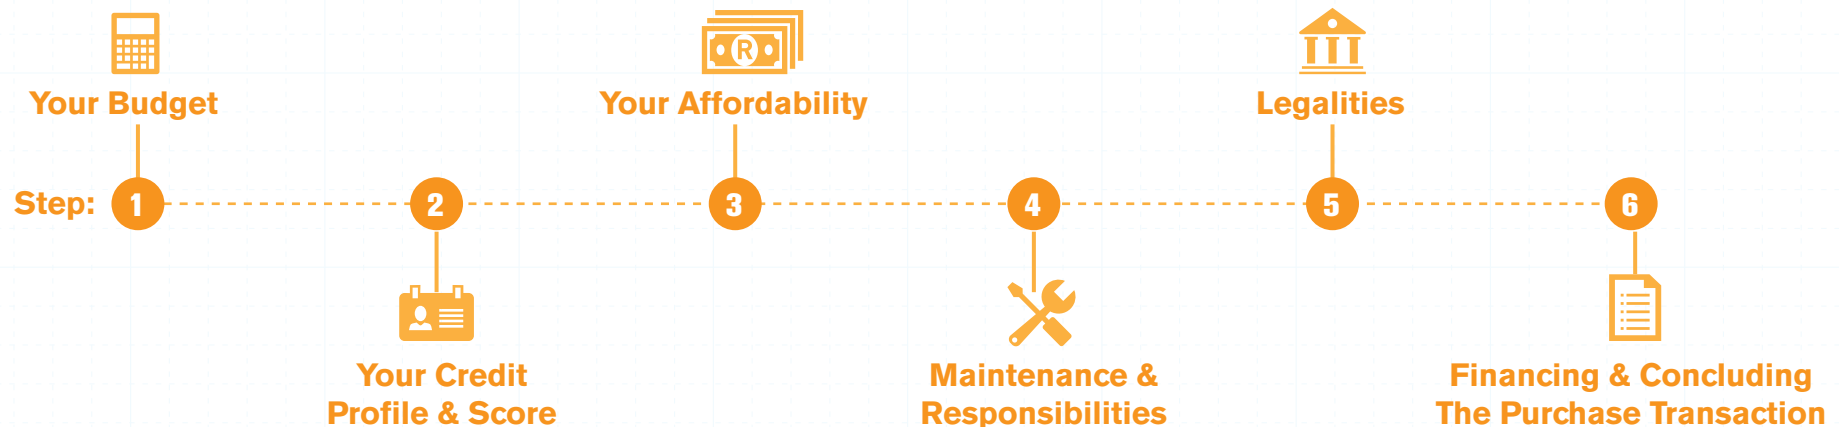 Your Budget
R
Your Affordability
Legalities
Step:
1
2
3
4
5
6
Your Credit
Profile & Score
Maintenance &
Responsibilities
Financing & Concluding
The Purchase Transaction